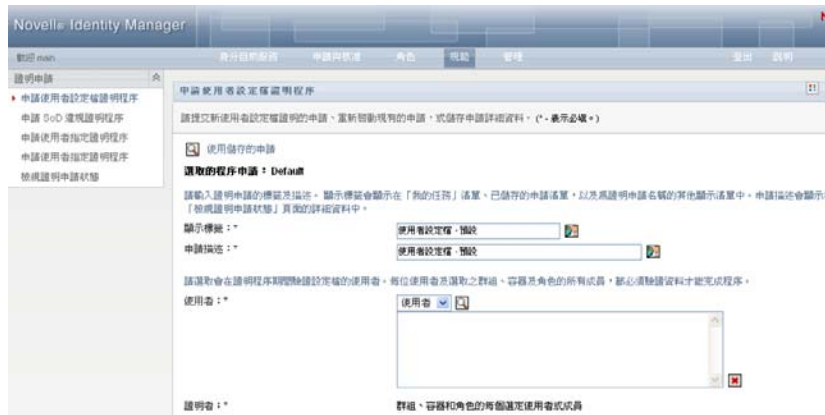 Novell® Identity Manager
歡迎 main
身分自助服務 申請與核准 角色 規範 管理 登出 說明
證明申請
申請使用者設定檔證明程序
申請 SoD 違規證明程序
申請使用者指定證明程序
申請使用者指定證明程序
檢視證明申請狀態
申請使用者設定檔證明程序
請提交新使用者設定檔證明的申請、重新啟動現有的申請,或儲存申請詳細資料。(* - 表示必填。)
使用儲存的申請
選取的程序申請:Default
請輸入證明申請的標籤及描述。顯示標籤會顯示在「我的任務」清單、已儲存的申請清單,以及為證明申請名稱的其他顯示清單中。申請描述會顯示
「檢視證明申請狀態」頁面的詳細資料中。
顯示標籤:* 使用者設定檔 - 預設
申請描述:* 使用者設定檔 - 預設
請選取會在證明程序期間驗證設定檔的使用者。每位使用者及選取之群組、容器及角色的所有成員,都必須驗證資料才能完成程序。
使用者:* 使用者
證明者:* 群組、容器和角色的每個選定使用者或成員